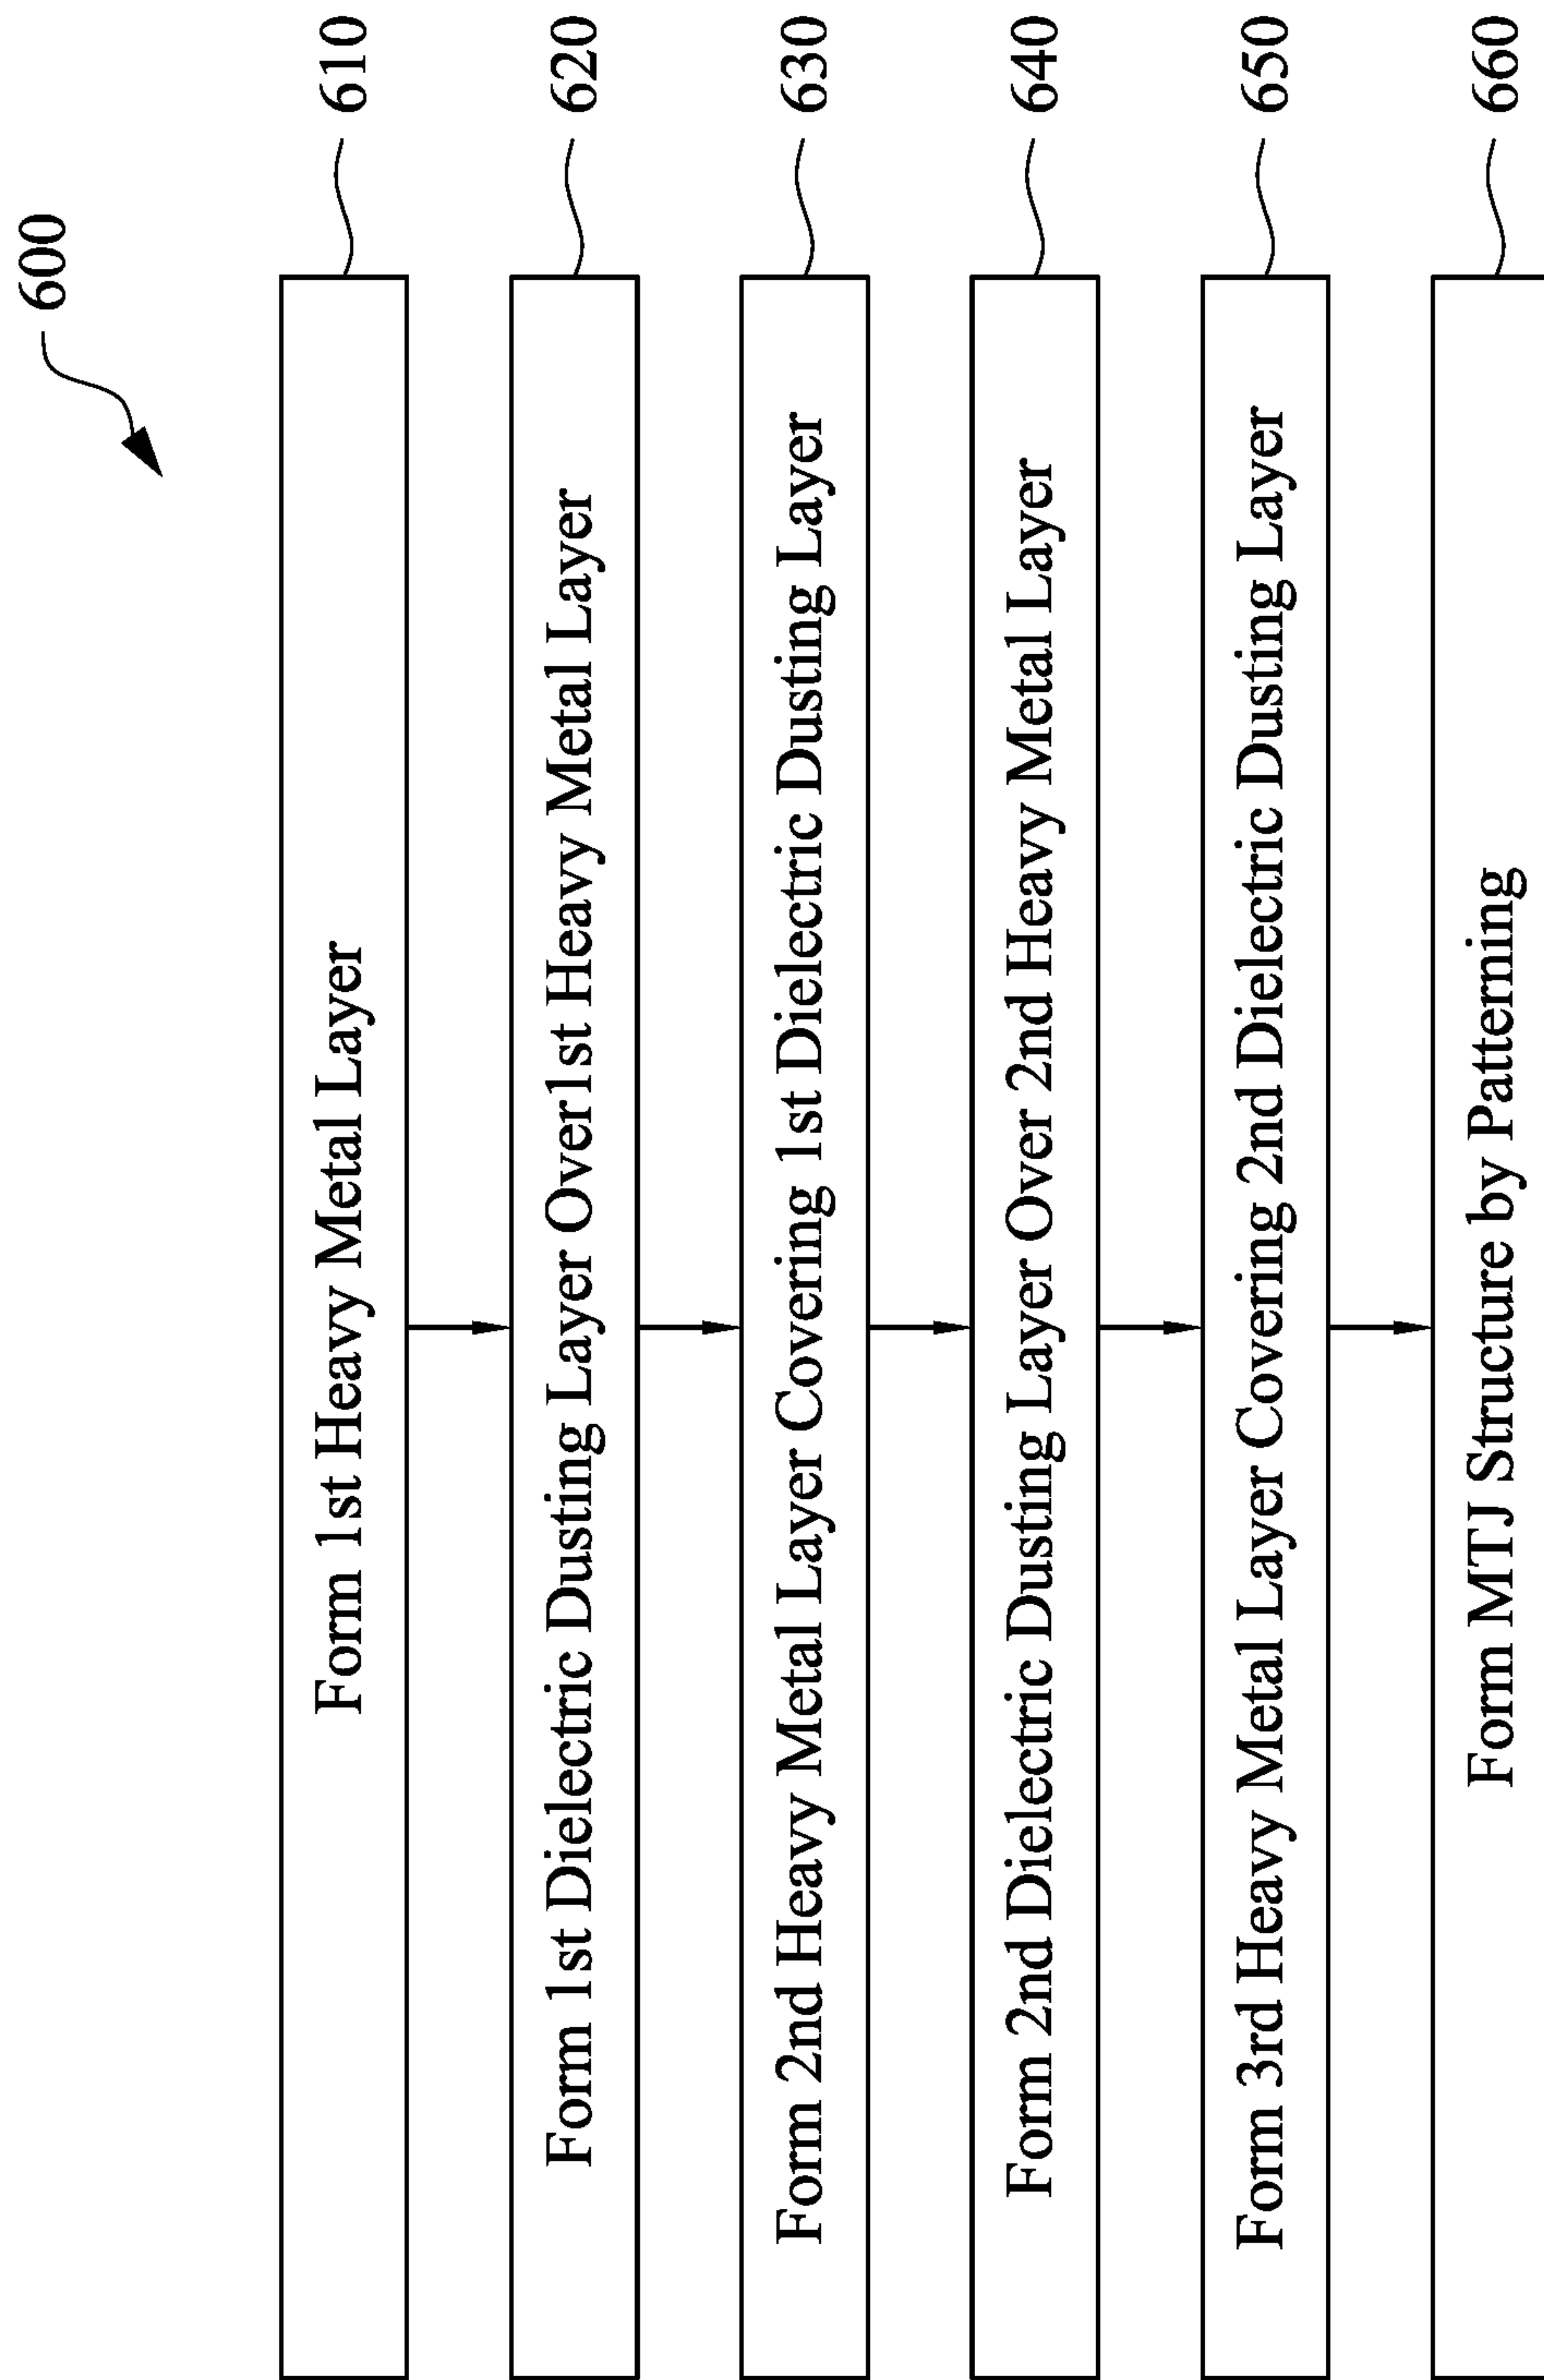 600
Form 1st Heavy Metal Layer
610
Form 1st Dielectric Dusting Layer Over1st Heavy Metal Layer
620
Form 2nd Heavy Metal Layer Covering 1st Dielectric Dusting Layer
630
Form 2nd Dielectric Dusting Layer Over 2nd Heavy Metal Layer
640
Form 3rd Heavy Metal Layer Covering 2nd Dielectric Dusting Layer
650
Form MTJ Structure by Patterning
660